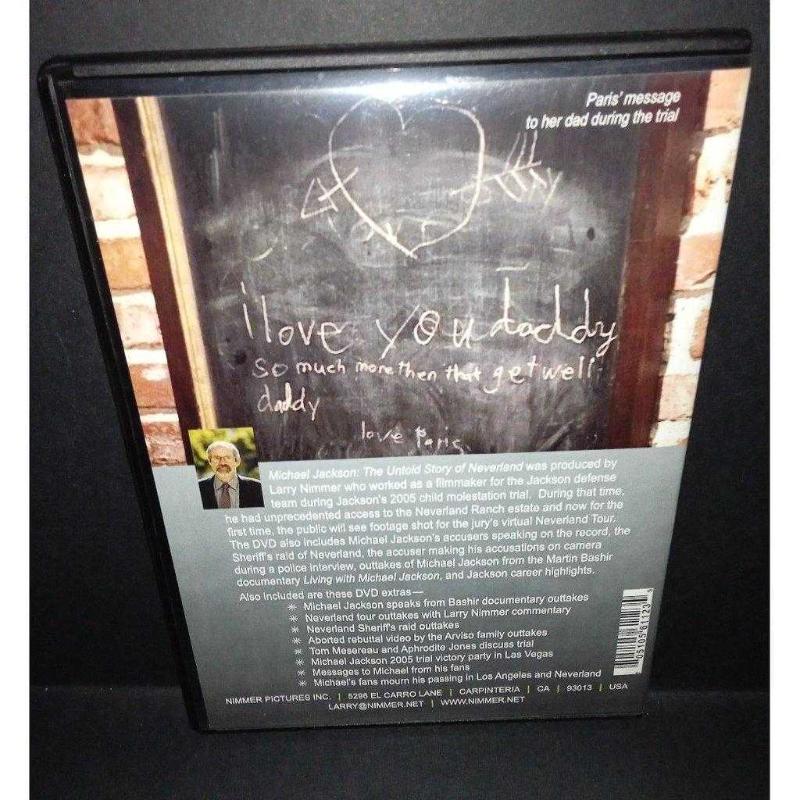 Paris' message
to her dad during the trial
i love you daddy
so much more then that get well
daddy
love Paris
Michael Jackson: The Untold Story of Neverland was produced by
Larry Nimmer who worked as a filmmaker for the Jackson defense
team during Jackson's 2005 child molestation trial. During that time,
he had unprecedented access to the Neverland Ranch estate and now for the
first time, the public will see footage shot for the jury's virtual Neverland Tour.
The DVD also includes Michael Jackson's accusers speaking on the record, the
Sheriff's raid of Neverland, the accuser making his accusations on camera
during a police interview, outakes of Michael Jackson from the Martin Bashir
documentary Living with Michael Jackson, and Jackson career highlights.
Also Included are these DVD extras—
✳ Michael Jackson speaks from Bashir documentary outakes
✳ Neverland tour outakes with Larry Nimmer commentary
✳ Neverland Sheriff's raid outakes
✳ Aborted rebuttal video by the Arviso family outakes
✳ Tom Mesereau and Aphrodite Jones discuss trial
✳ Michael Jackson 2005 trial victory party in Las Vegas
✳ Messages to Michael from his fans
✳ Michael's fans mourn his passing in Los Angeles and Neverland
NIMMER PICTURES INC. | 5296 EL CARRO LANE | CARPINTERIA | CA | 93013 | USA
LARRY@NIMMER.NET | WWW.NIMMER.NET